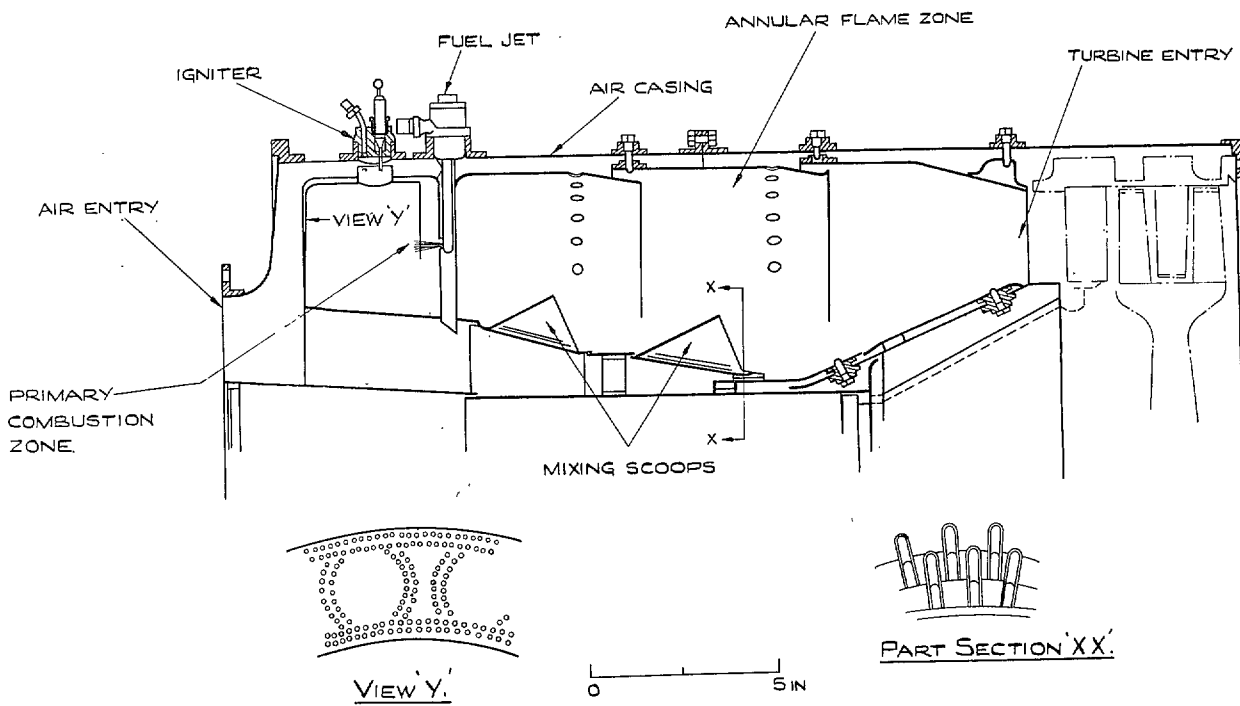 FUEL JET
ANNULAR FLAME ZONE
IGNITER
TURBINE ENTRY
AIR CASING
AIR ENTRY
VIEW 'Y'
X
X
PRIMARY
COMBUSTION
ZONE.
MIXING SCOOPS
VIEW 'Y'.
0 5 IN
PART SECTION 'XX'.